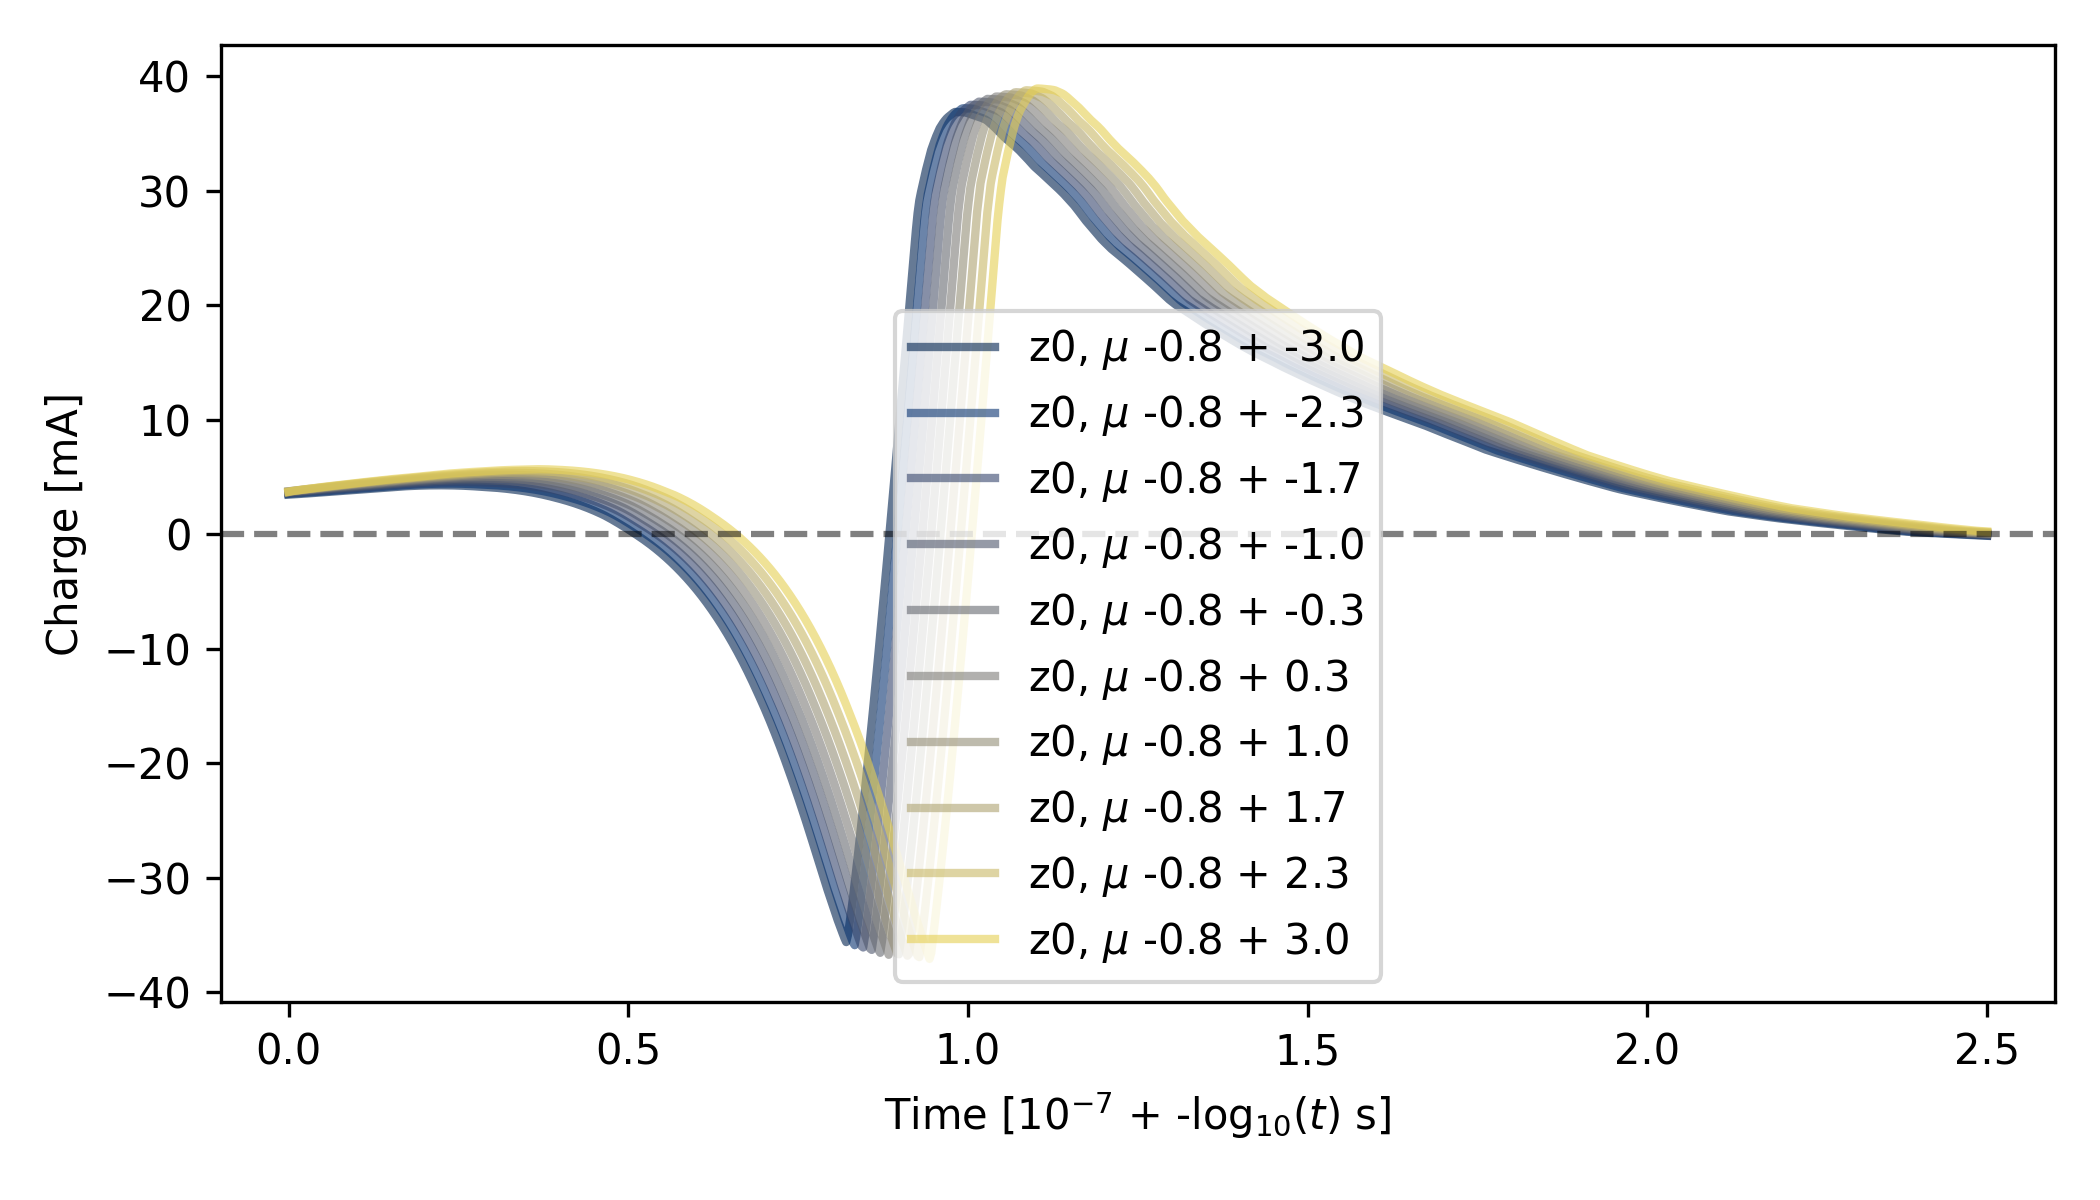 40
30
20
10
0
−10
−20
−30
−40
Charge [mA]
z0, μ -0.8 + -3.0
z0, μ -0.8 + -2.3
z0, μ -0.8 + -1.7
z0, μ -0.8 + -1.0
z0, μ -0.8 + -0.3
z0, μ -0.8 + 0.3
z0, μ -0.8 + 1.0
z0, μ -0.8 + 1.7
z0, μ -0.8 + 2.3
z0, μ -0.8 + 3.0
0.0 0.5 1.0 1.5 2.0 2.5
Time [10⁻⁷ + -log₁₀(t) s]